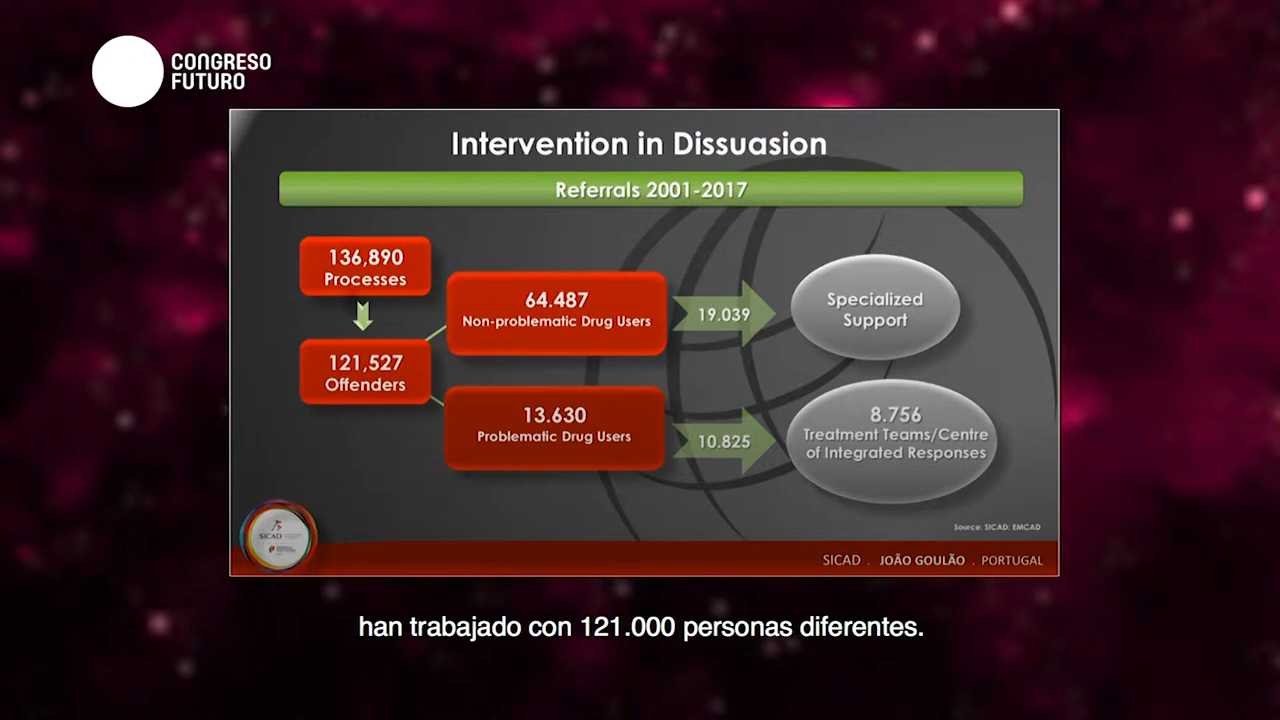 CONGRESO
FUTURO
Intervention in Dissuasion
Referrals 2001-2017
136,890
Processes
121,527
Offenders
64.487
Non-problematic Drug Users
19.039
Specialized
Support
13.630
Problematic Drug Users
10.825
8.756
Treatment Teams/Centre
of Integrated Responses
Source: SICAD; EMCAD
SICAD
SICAD . JOÃO GOULÃO . PORTUGAL
han trabajado con 121.000 personas diferentes.